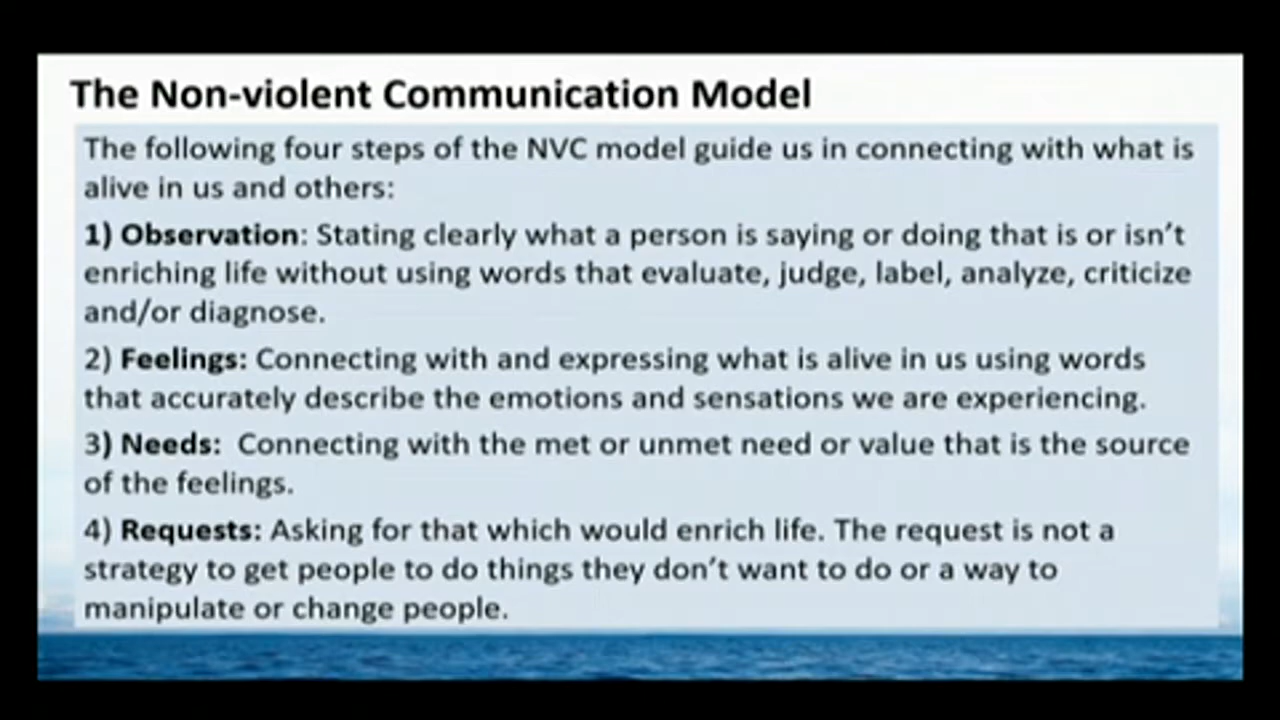 The Non-violent Communication Model
The following four steps of the NVC model guide us in connecting with what is
alive in us and others:
1) Observation: Stating clearly what a person is saying or doing that is or isn’t
enriching life without using words that evaluate, judge, label, analyze, criticize
and/or diagnose.
2) Feelings: Connecting with and expressing what is alive in us using words
that accurately describe the emotions and sensations we are experiencing.
3) Needs:  Connecting with the met or unmet need or value that is the source
of the feelings.
4) Requests: Asking for that which would enrich life. The request is not a
strategy to get people to do things they don’t want to do or a way to
manipulate or change people.